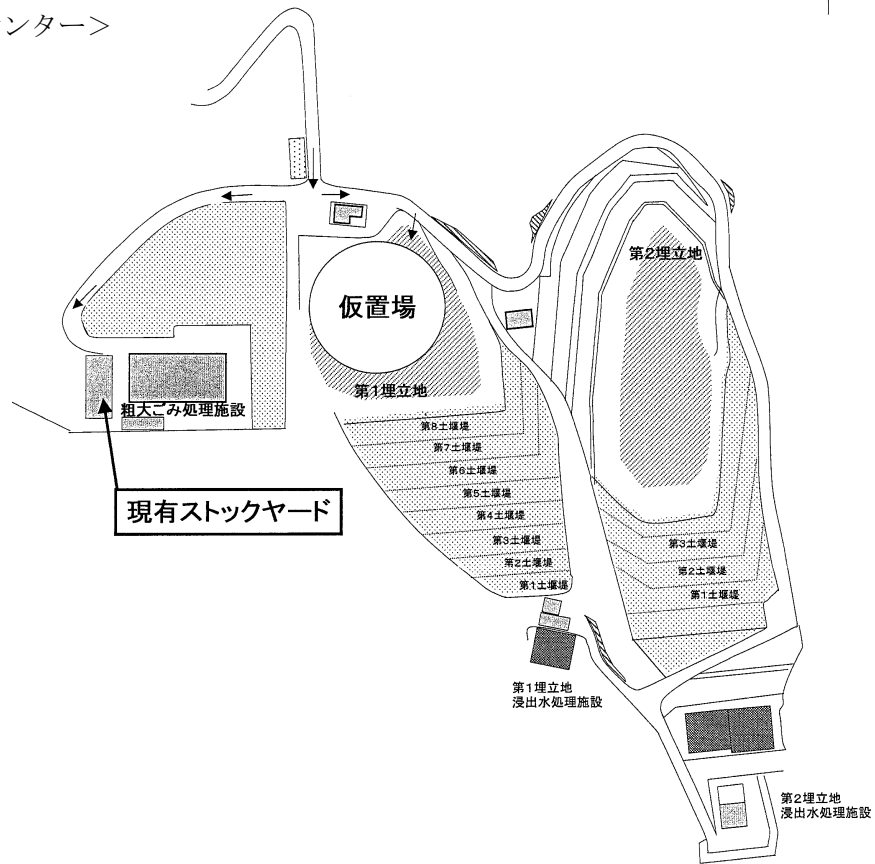 ンター>
第2埋立地
仮置場
第1埋立地
粗大ごみ処理施設
第8土堰堤
第7土堰堤
第6土堰堤
第5土堰堤
第4土堰堤
第3土堰堤
第2土堰堤
第1土堰堤
現有ストックヤード
第3土堰堤
第2土堰堤
第1土堰堤
第1埋立地
浸出水処理施設
第2埋立地
浸出水処理施設